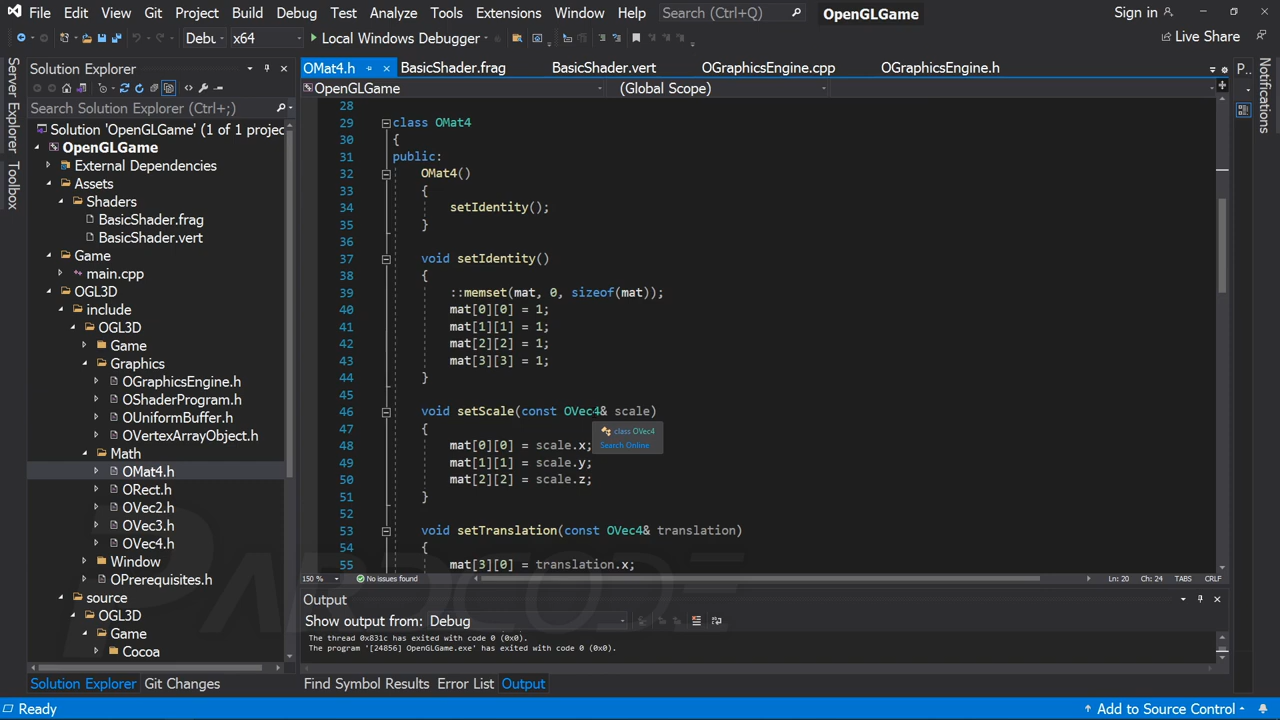 File Edit View Git Project Build Debug Test Analyze Tools Extensions Window Help Search (Ctrl+Q) OpenGLGame Sign in
Debu x64 Local Windows Debugger Live Share
Server Explorer
Toolbox
Solution Explorer
Search Solution Explorer (Ctrl+;)
Solution 'OpenGLGame' (1 of 1 projec
OpenGLGame
External Dependencies
Assets
Shaders
BasicShader.frag
BasicShader.vert
Game
main.cpp
OGL3D
include
OGL3D
Game
Graphics
OGraphicsEngine.h
OShaderProgram.h
OUniformBuffer.h
OVertexArrayObject.h
Math
OMat4.h
ORect.h
OVec2.h
OVec3.h
OVec4.h
Window
OPrerequisites.h
source
OGL3D
Game
Cocoa
Solution Explorer Git Changes
OMat4.h BasicShader.frag BasicShader.vert OGraphicsEngine.cpp OGraphicsEngine.h
OpenGLGame (Global Scope)
28
29 class OMat4
30 {
31 public:
32 OMat4()
33 {
34 setIdentity();
35 }
36
37 void setIdentity()
38 {
39 ::memset(mat, 0, sizeof(mat));
40 mat[0][0] = 1;
41 mat[1][1] = 1;
42 mat[2][2] = 1;
43 mat[3][3] = 1;
44 }
45
46 void setScale(const OVec4& scale)
47 {
class OVec4
Search Online
48 mat[0][0] = scale.x;
49 mat[1][1] = scale.y;
50 mat[2][2] = scale.z;
51 }
52
53 void setTranslation(const OVec4& translation)
54 {
55 mat[3][0] = translation.x;
150 % No issues found Ln: 20 Ch: 24 TABS CRLF
Output
Show output from: Debug
The thread 0x831c has exited with code 0 (0x0).
The program '[24856] OpenGLGame.exe' has exited with code 0 (0x0).
Find Symbol Results Error List Output
P..
Notifications
PARDCODE
Ready Add to Source Control